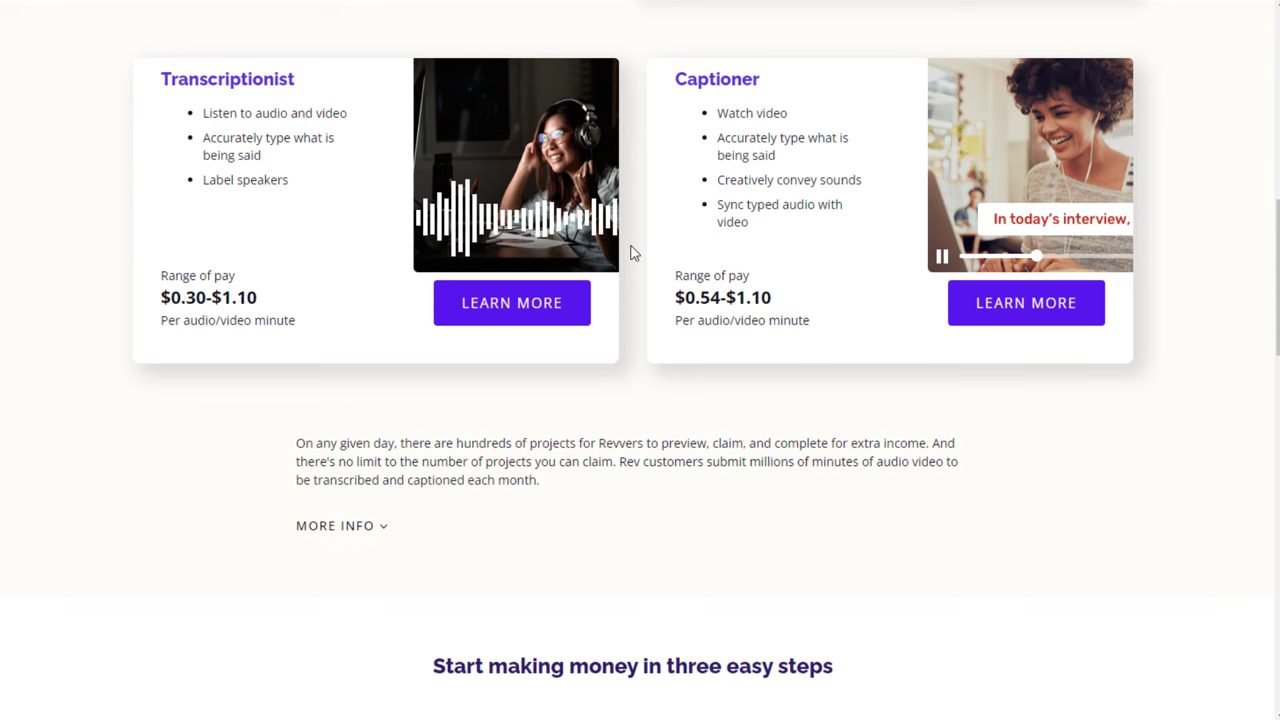 Transcriptionist
Listen to audio and video
Accurately type what is
being said
Label speakers
Range of pay
$0.30-$1.10
Per audio/video minute
LEARN MORE
Captioner
Watch video
Accurately type what is
being said
Creatively convey sounds
Sync typed audio with
video
In today's interview,
Range of pay
$0.54-$1.10
Per audio/video minute
LEARN MORE
On any given day, there are hundreds of projects for Revvers to preview, claim, and complete for extra income. And
there's no limit to the number of projects you can claim. Rev customers submit millions of minutes of audio video to
be transcribed and captioned each month.
MORE INFO
Start making money in three easy steps